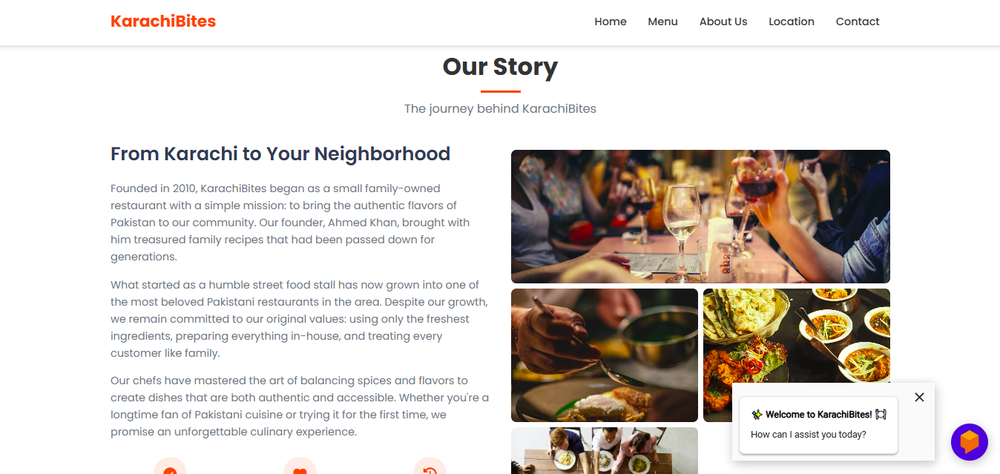 KarachiBites
Home
Menu
About Us
Location
Contact
Our Story
The journey behind KarachiBites
From Karachi to Your Neighborhood
Founded in 2010, KarachiBites began as a small family-owned
restaurant with a simple mission: to bring the authentic flavors of
Pakistan to our community. Our founder, Ahmed Khan, brought with
him treasured family recipes that had been passed down for
generations.
What started as a humble street food stall has now grown into one of
the most beloved Pakistani restaurants in the area. Despite our growth,
we remain committed to our original values: using only the freshest
ingredients, preparing everything in-house, and treating every
customer like family.
Our chefs have mastered the art of balancing spices and flavors to
create dishes that are both authentic and accessible. Whether you're a
longtime fan of Pakistani cuisine or trying it for the first time, we
promise an unforgettable culinary experience.
✨ Welcome to KarachiBites! 🍽️
How can I assist you today?